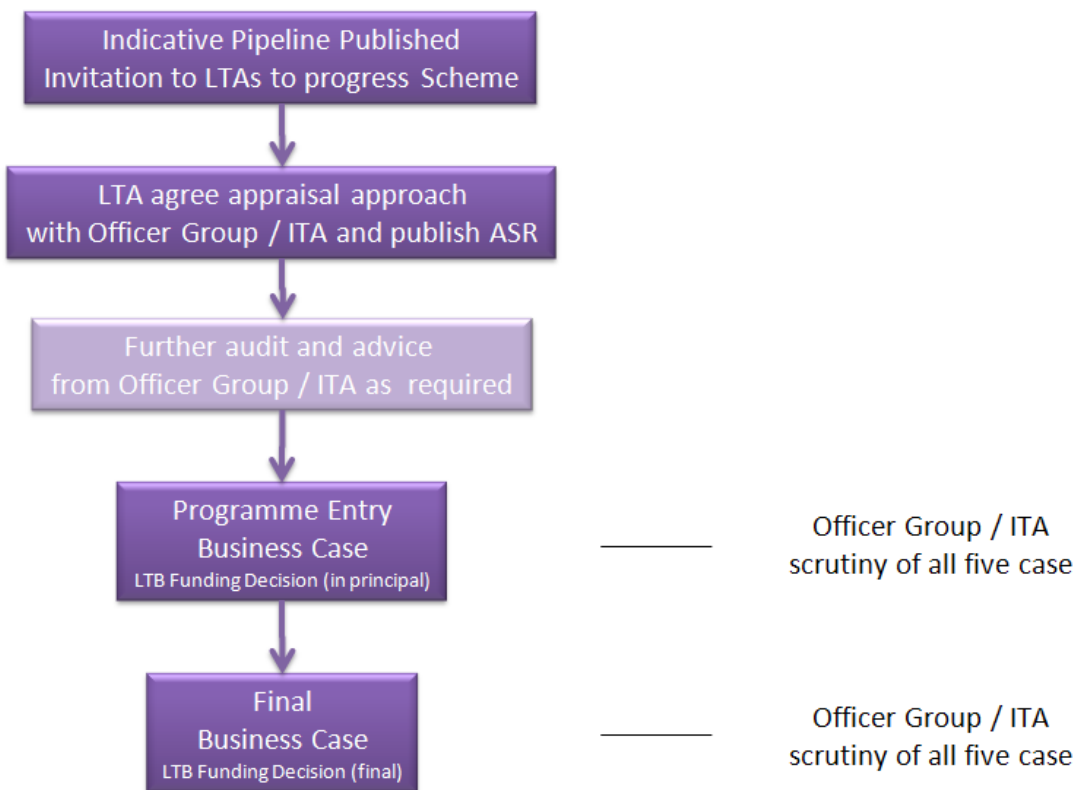 Indicative Pipeline Published
Invitation to LTAs to progress Scheme
LTA agree appraisal approach
with Officer Group / ITA and publish ASR
Further audit and advice
from Officer Group / ITA as required
Programme Entry
Business Case
LTB Funding Decision (in principal)
Officer Group / ITA
scrutiny of all five case
Final
Business Case
LTB Funding Decision (final)
Officer Group / ITA
scrutiny of all five case